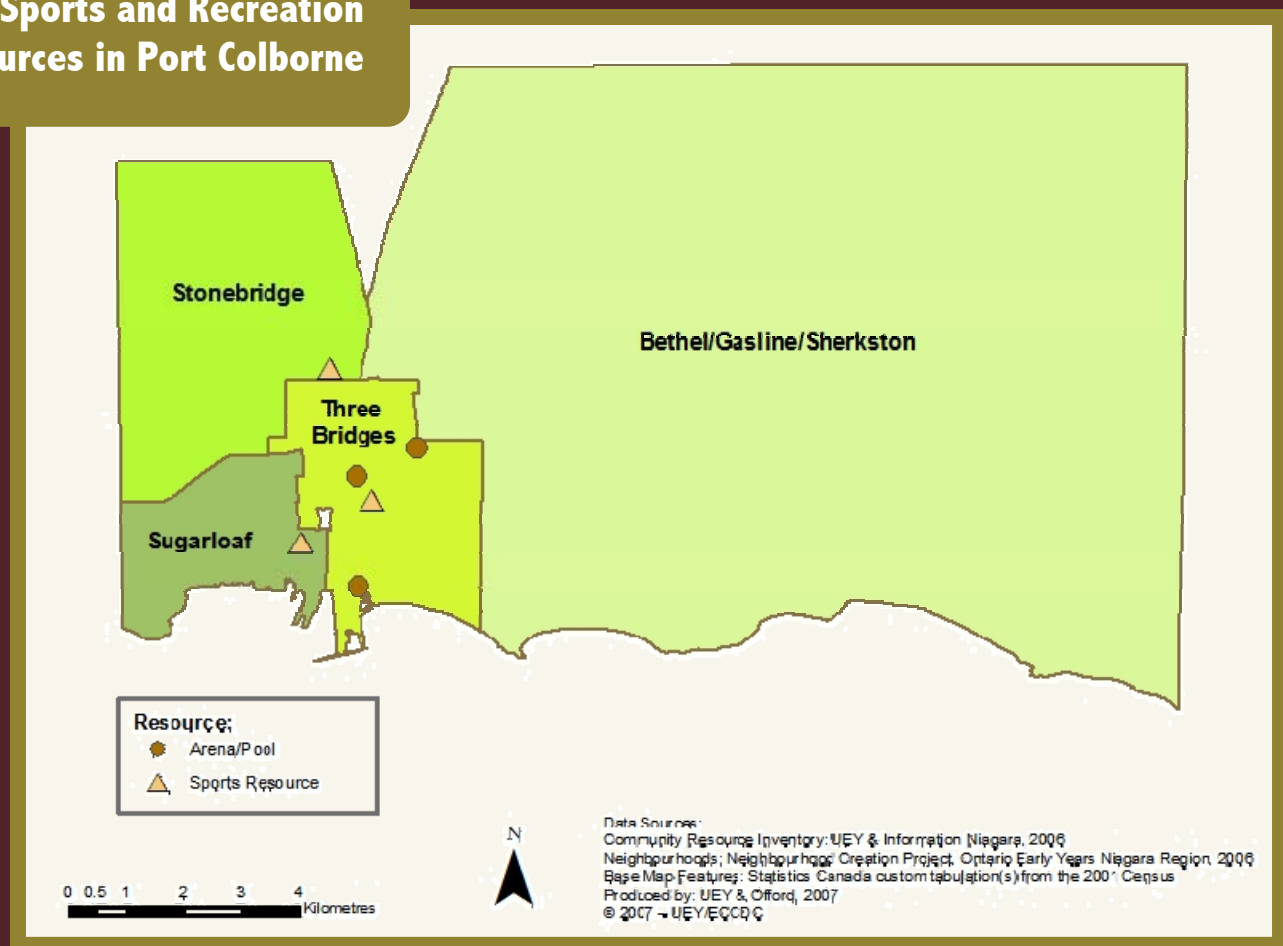 Sports and Recreation
urces in Port Colborne
Stonebridge
Bethel/Gasline/Sherkston
Three
Bridges
Sugarloaf
Resource;
Arena/Pool
Sports Resource
N
Data Sources:
Community Resource Inventory: UEY & Information Niagara, 2006
Neighbourhoods; Neighbourhood Creation Project, Ontario Early Years Niagara Region, 2006
Base Map Features: Statistics Canada custom tabulation(s) from the 2001 Census
Produced by: UEY & Offord, 2007
© 2007 - UEY/ECCDC
0 0.5 1 2 3 4
Kilometres